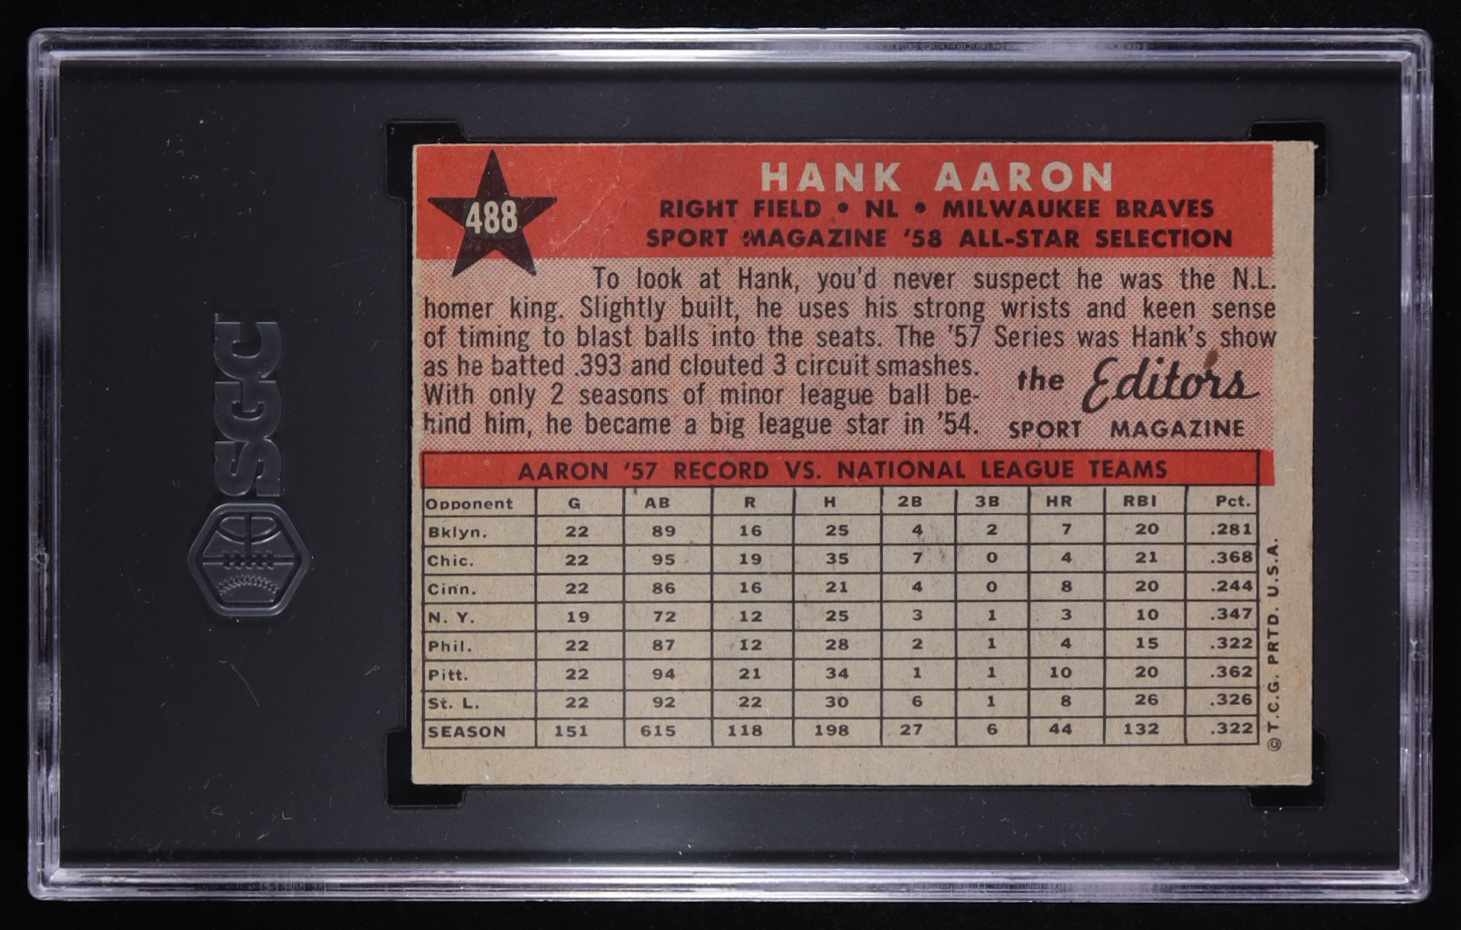 488
HANK AARON
RIGHT FIELD • NL • MILWAUKEE BRAVES
SPORT MAGAZINE '58 ALL-STAR SELECTION
To look at Hank, you'd never suspect he was the N.L.
homer king. Slightly built, he uses his strong wrists and keen sense
of timing to blast balls into the seats. The '57 Series was Hank's show
as he batted .393 and clouted 3 circuit smashes.
With only 2 seasons of minor league ball be-
hind him, he became a big league star in '54.
the Editors
SPORT MAGAZINE
AARON '57 RECORD VS. NATIONAL LEAGUE TEAMS
Opponent G AB R H 2B 3B HR RBI Pct.
Bklyn. 22 89 16 25 4 2 7 20 .281
Chic. 22 95 19 35 7 0 4 21 .368
Cinn. 22 86 16 21 4 0 8 20 .244
N. Y. 19 72 12 25 3 1 3 10 .347
Phil. 22 87 12 28 2 1 4 15 .322
Pitt. 22 94 21 34 1 1 10 20 .362
St. L. 22 92 22 30 6 1 8 26 .326
SEASON 151 615 118 198 27 6 44 132 .322
© T.C.G. PRTD. U.S.A.
SGC